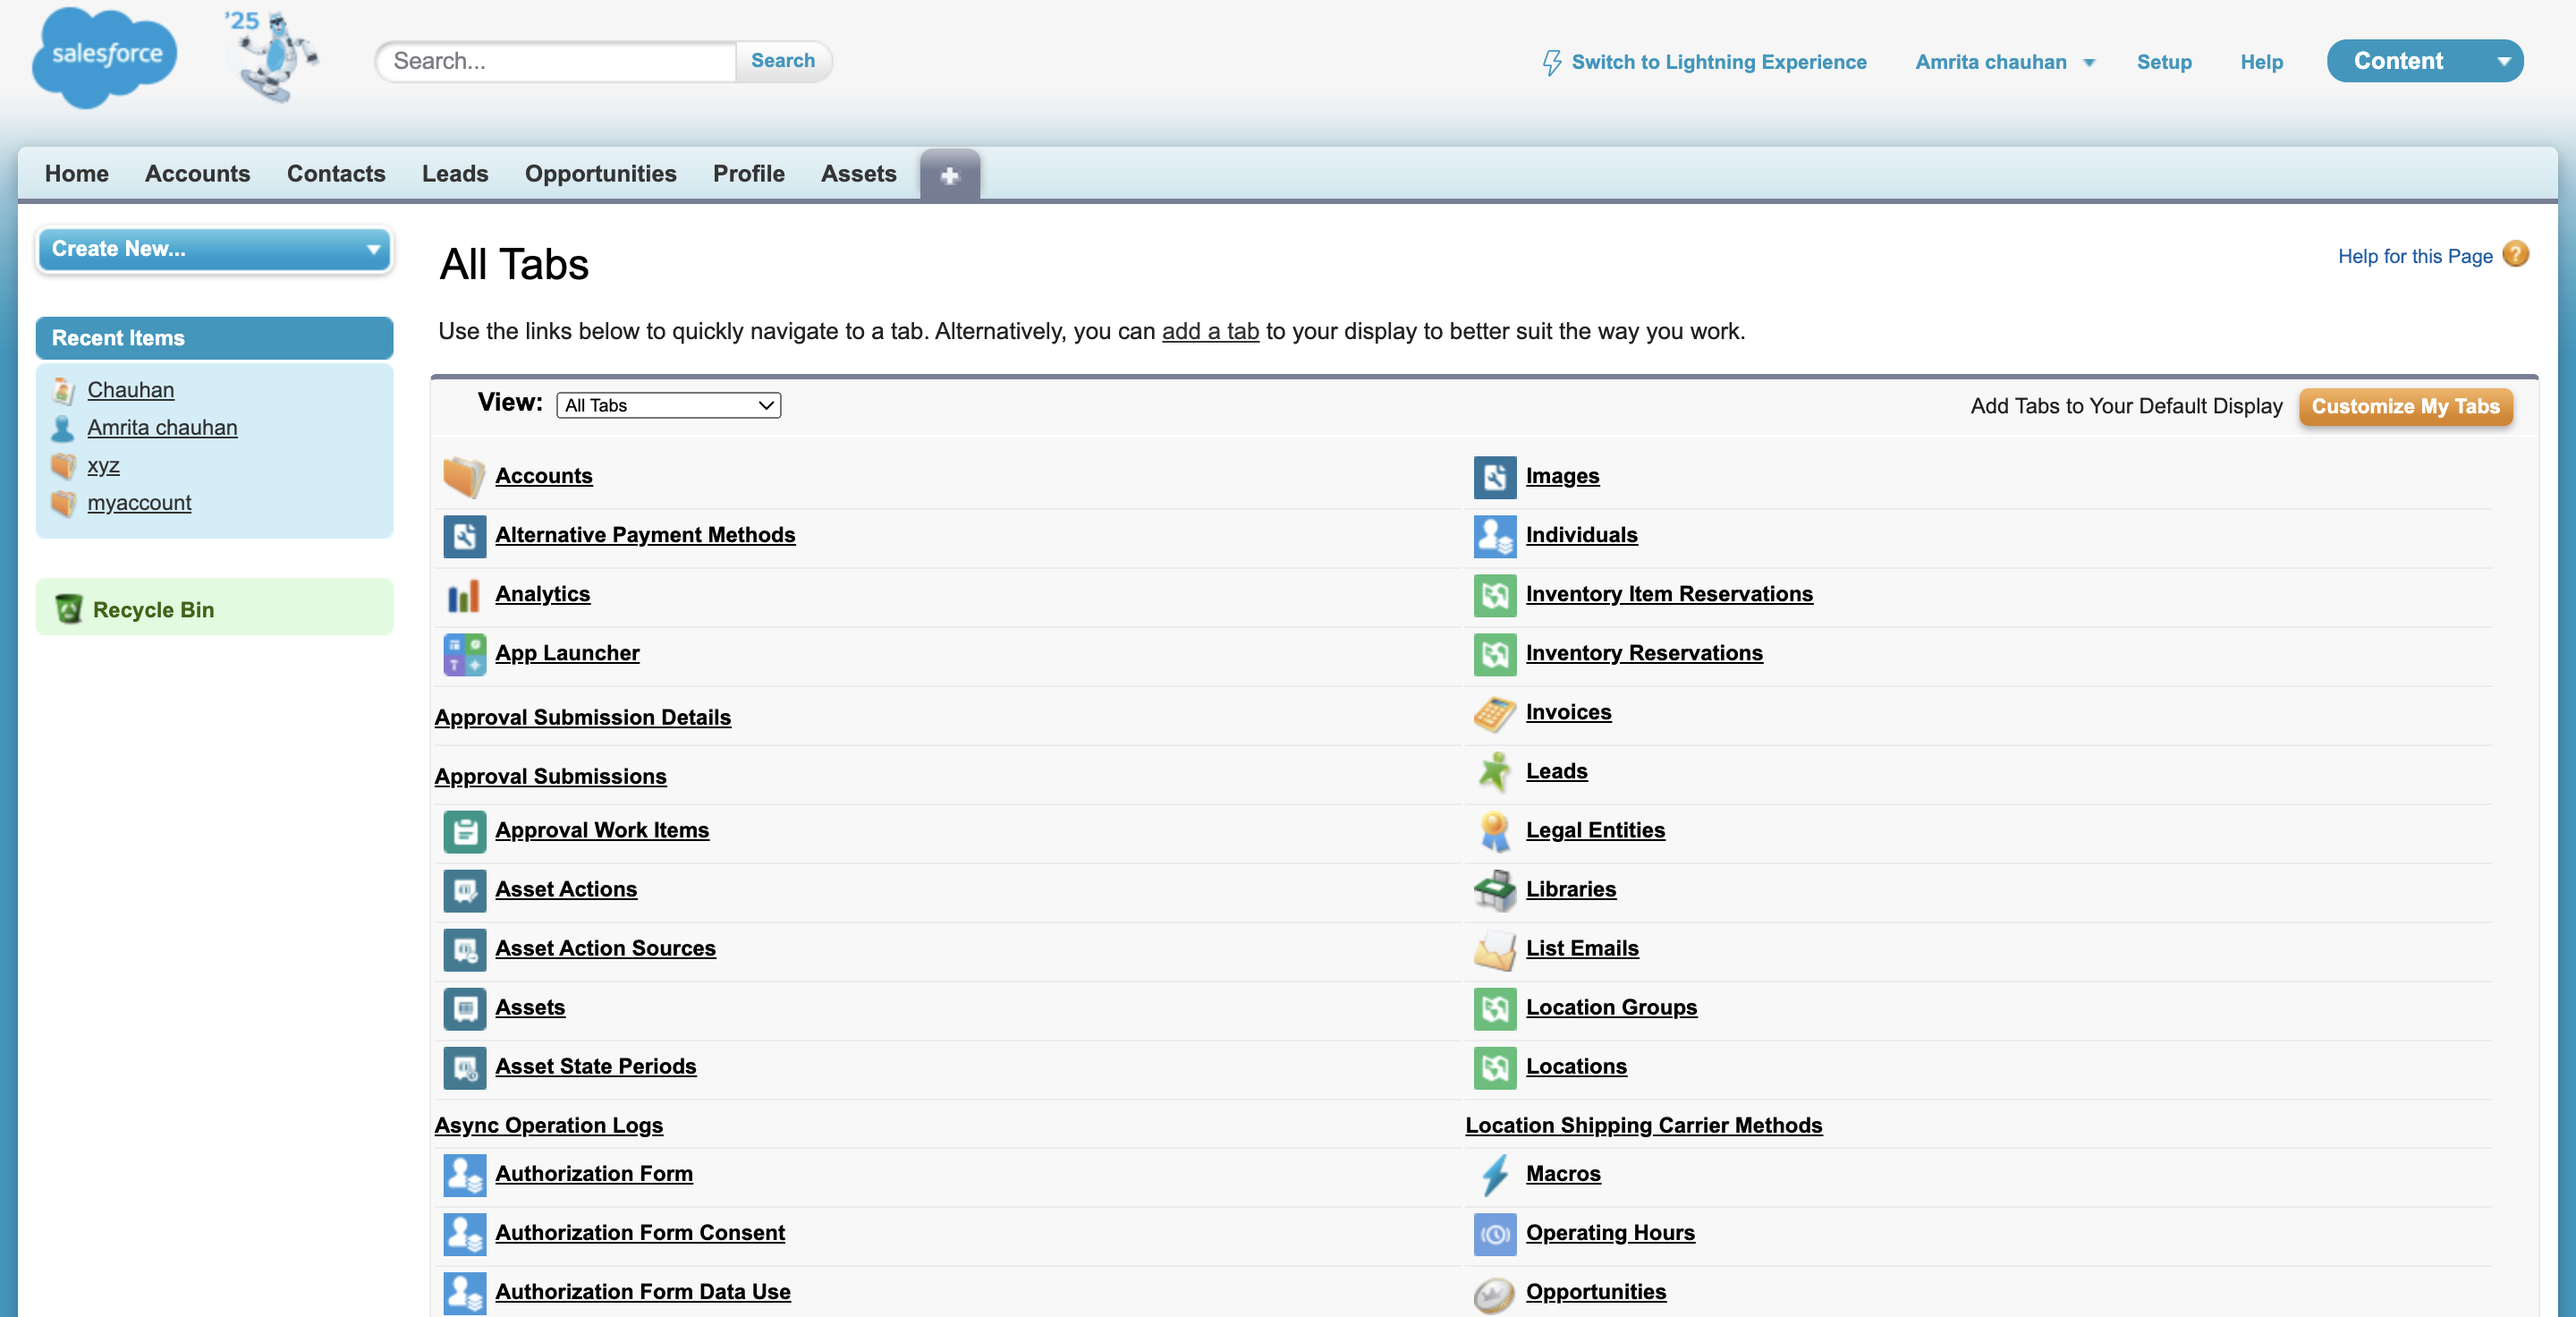 salesforce
'25
Search...
Search
Switch to Lightning Experience
Amrita chauhan
Setup
Help
Content
Home
Accounts
Contacts
Leads
Opportunities
Profile
Assets
Create New...
Recent Items
Chauhan
Amrita chauhan
xyz
myaccount
Recycle Bin
All Tabs
Help for this Page
Use the links below to quickly navigate to a tab. Alternatively, you can add a tab to your display to better suit the way you work.
View:
All Tabs
Add Tabs to Your Default Display
Customize My Tabs
Accounts
Alternative Payment Methods
Analytics
App Launcher
Approval Submission Details
Approval Submissions
Approval Work Items
Asset Actions
Asset Action Sources
Assets
Asset State Periods
Async Operation Logs
Authorization Form
Authorization Form Consent
Authorization Form Data Use
Images
Individuals
Inventory Item Reservations
Inventory Reservations
Invoices
Leads
Legal Entities
Libraries
List Emails
Location Groups
Locations
Location Shipping Carrier Methods
Macros
Operating Hours
Opportunities